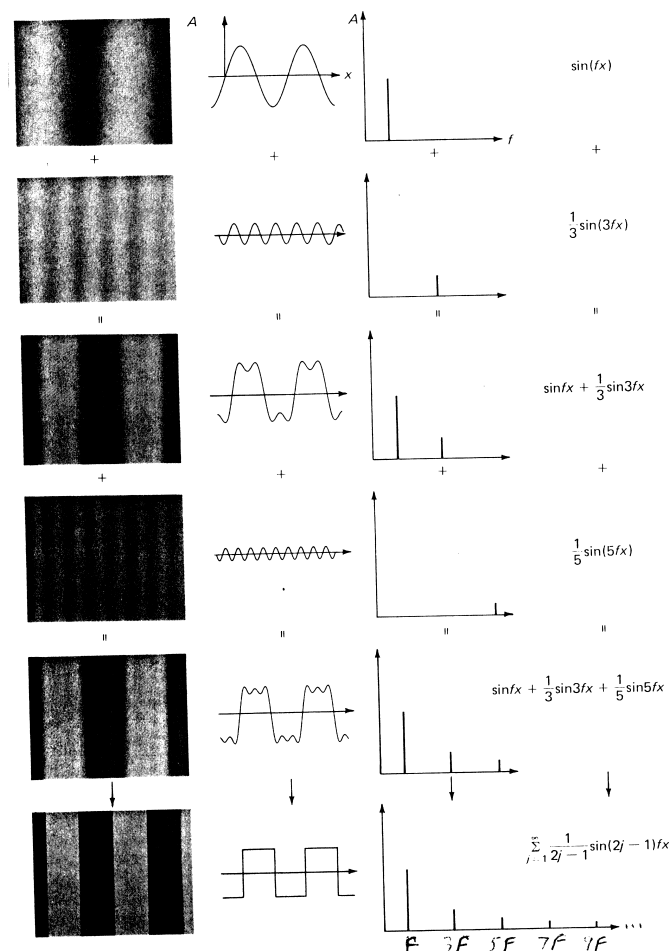 A
x
A
f
sin(fx)
+ + + +
1/3 sin(3fx)
= = = =
sinfx + 1/3 sin3fx
+ + + +
1/5 sin(5fx)
= = = =
sinfx + 1/3 sin3fx + 1/5 sin5fx
∞ Σ j=1 1/(2j − 1) sin(2j − 1)fx
F 3F 5F 7F 9F ...